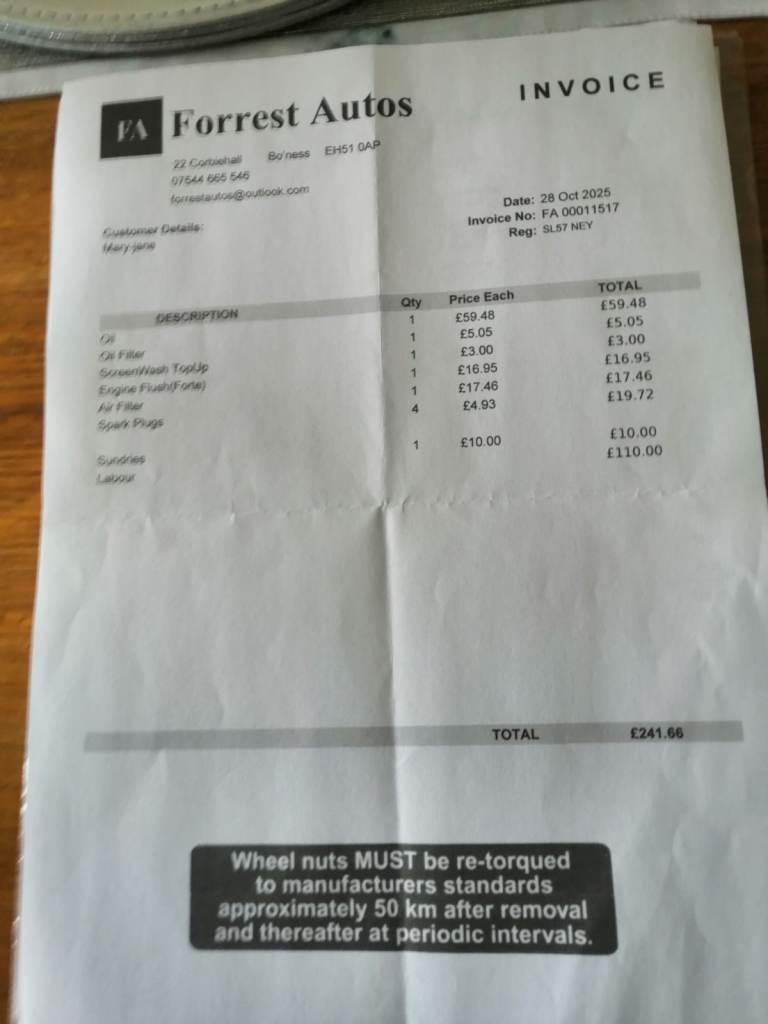 INVOICE
FA Forrest Autos
22 Corbiehall Bo'ness EH51 0AP
07544 665 546
forrestautos@outlook.com
Date: 28 Oct 2025
Invoice No: FA 00011517
Reg: SL57 NEY
Customer Details:
Mary-jane
DESCRIPTION Qty Price Each TOTAL
Oil 1 £59.48 £59.48
Oil Filter 1 £5.05 £5.05
ScreenWash TopUp 1 £3.00 £3.00
Engine Flush(Forte) 1 £16.95 £16.95
Air Filter 1 £17.46 £17.46
Spark Plugs 4 £4.93 £19.72
Sundries 1 £10.00 £10.00
Labour £110.00
TOTAL £241.66
Wheel nuts MUST be re-torqued
to manufacturers standards
approximately 50 km after removal
and thereafter at periodic intervals.